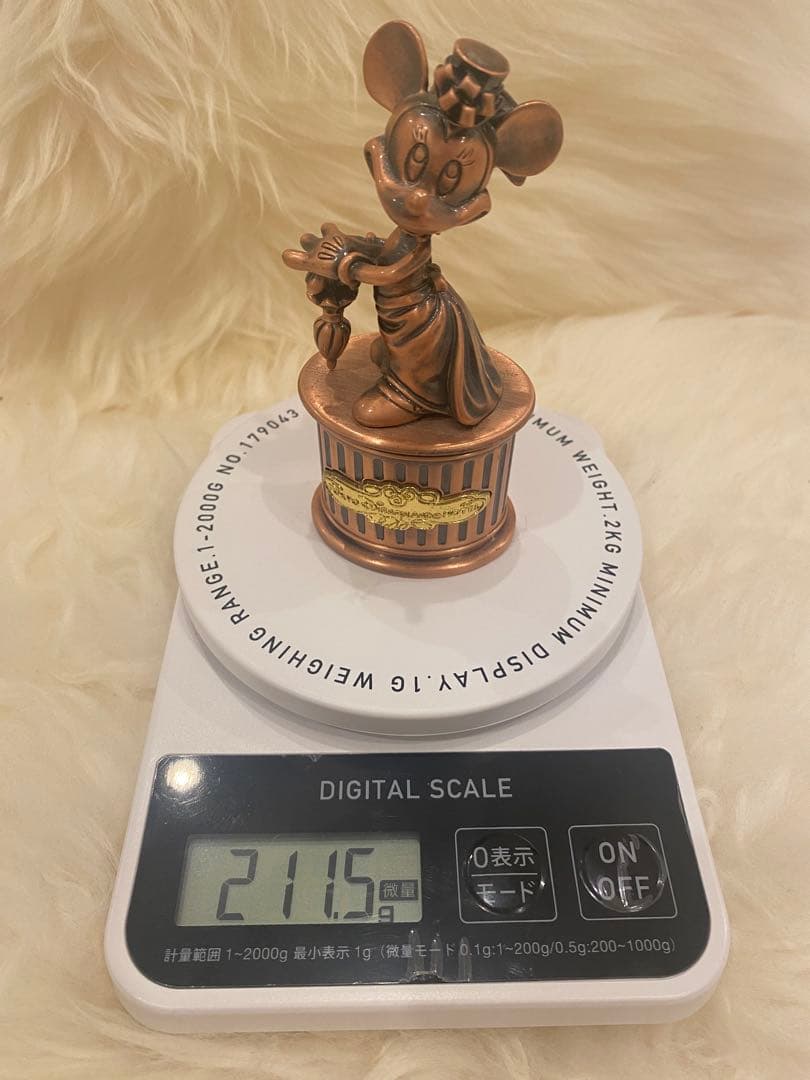 WEIGHING RANGE.1-2000G NO.179043
MUM WEIGHT.2KG MINIMUM DISPLAY.1G
DIGITAL SCALE
211.5
微量
g
0表示
モード
ON
OFF
計量範囲 1~2000g 最小表示 1g (微量モード 0.1g:1~200g/0.5g:200~1000g)